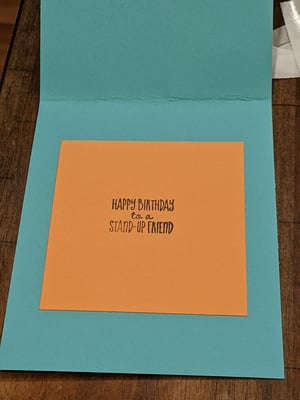 HAPPY BIRTHDAY
to a
STAND-UP FRIEND